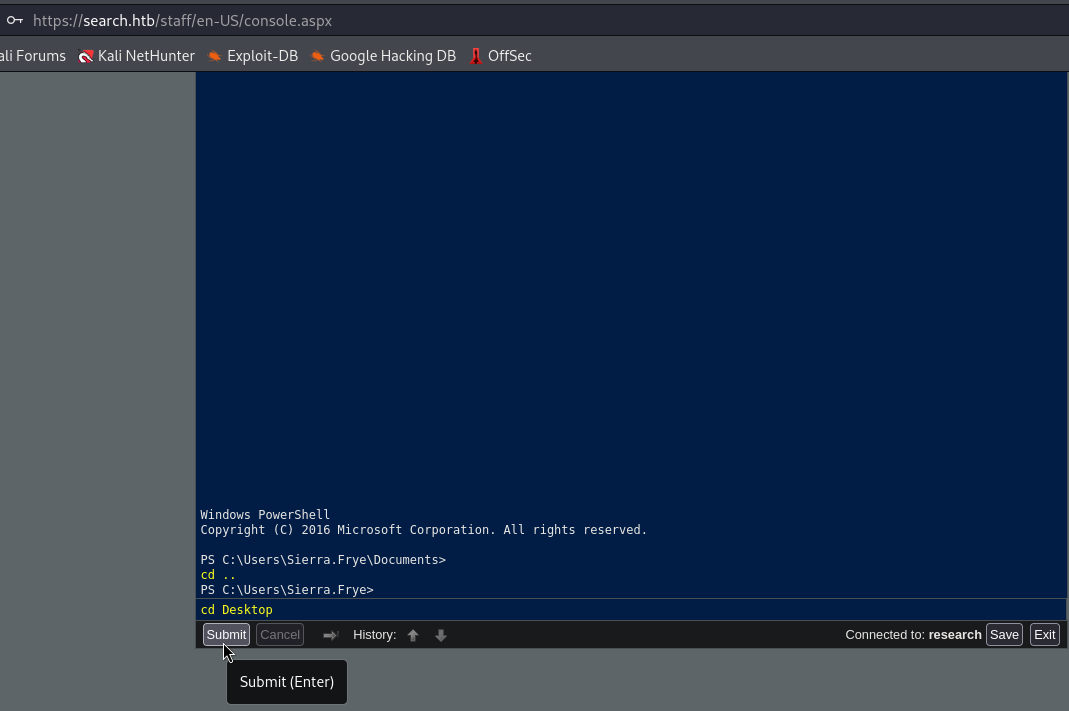 https://search.htb/staff/en-US/console.aspx
ali Forums Kali NetHunter Exploit-DB Google Hacking DB OffSec
Windows PowerShell
Copyright (C) 2016 Microsoft Corporation. All rights reserved.
PS C:\Users\Sierra.Frye\Documents>
cd ..
PS C:\Users\Sierra.Frye>
cd Desktop
Submit Cancel History: Connected to: research Save Exit
Submit (Enter)